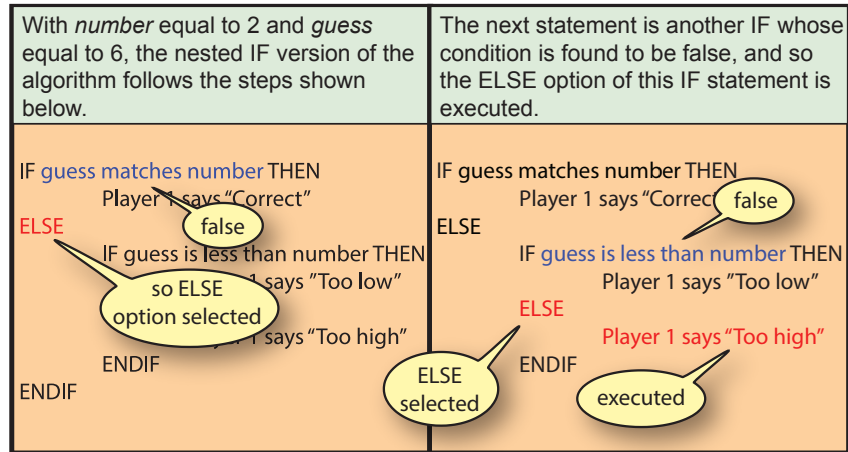 With number equal to 2 and guess
equal to 6, the nested IF version of the
algorithm follows the steps shown
below.
The next statement is another IF whose
condition is found to be false, and so
the ELSE option of this IF statement is
executed.
IF guess matches number THEN
Player 1 says “Correct”
false
ELSE
IF guess is less than number THEN
1 says ”Too low”
so ELSE
option selected
1 says “Too high”
ENDIF
ENDIF
IF guess matches number THEN
Player 1 says “Correct
false
ELSE
IF guess is less than number THEN
Player 1 says ”Too low”
ELSE
Player 1 says “Too high”
ENDIF
ELSE
selected
executed